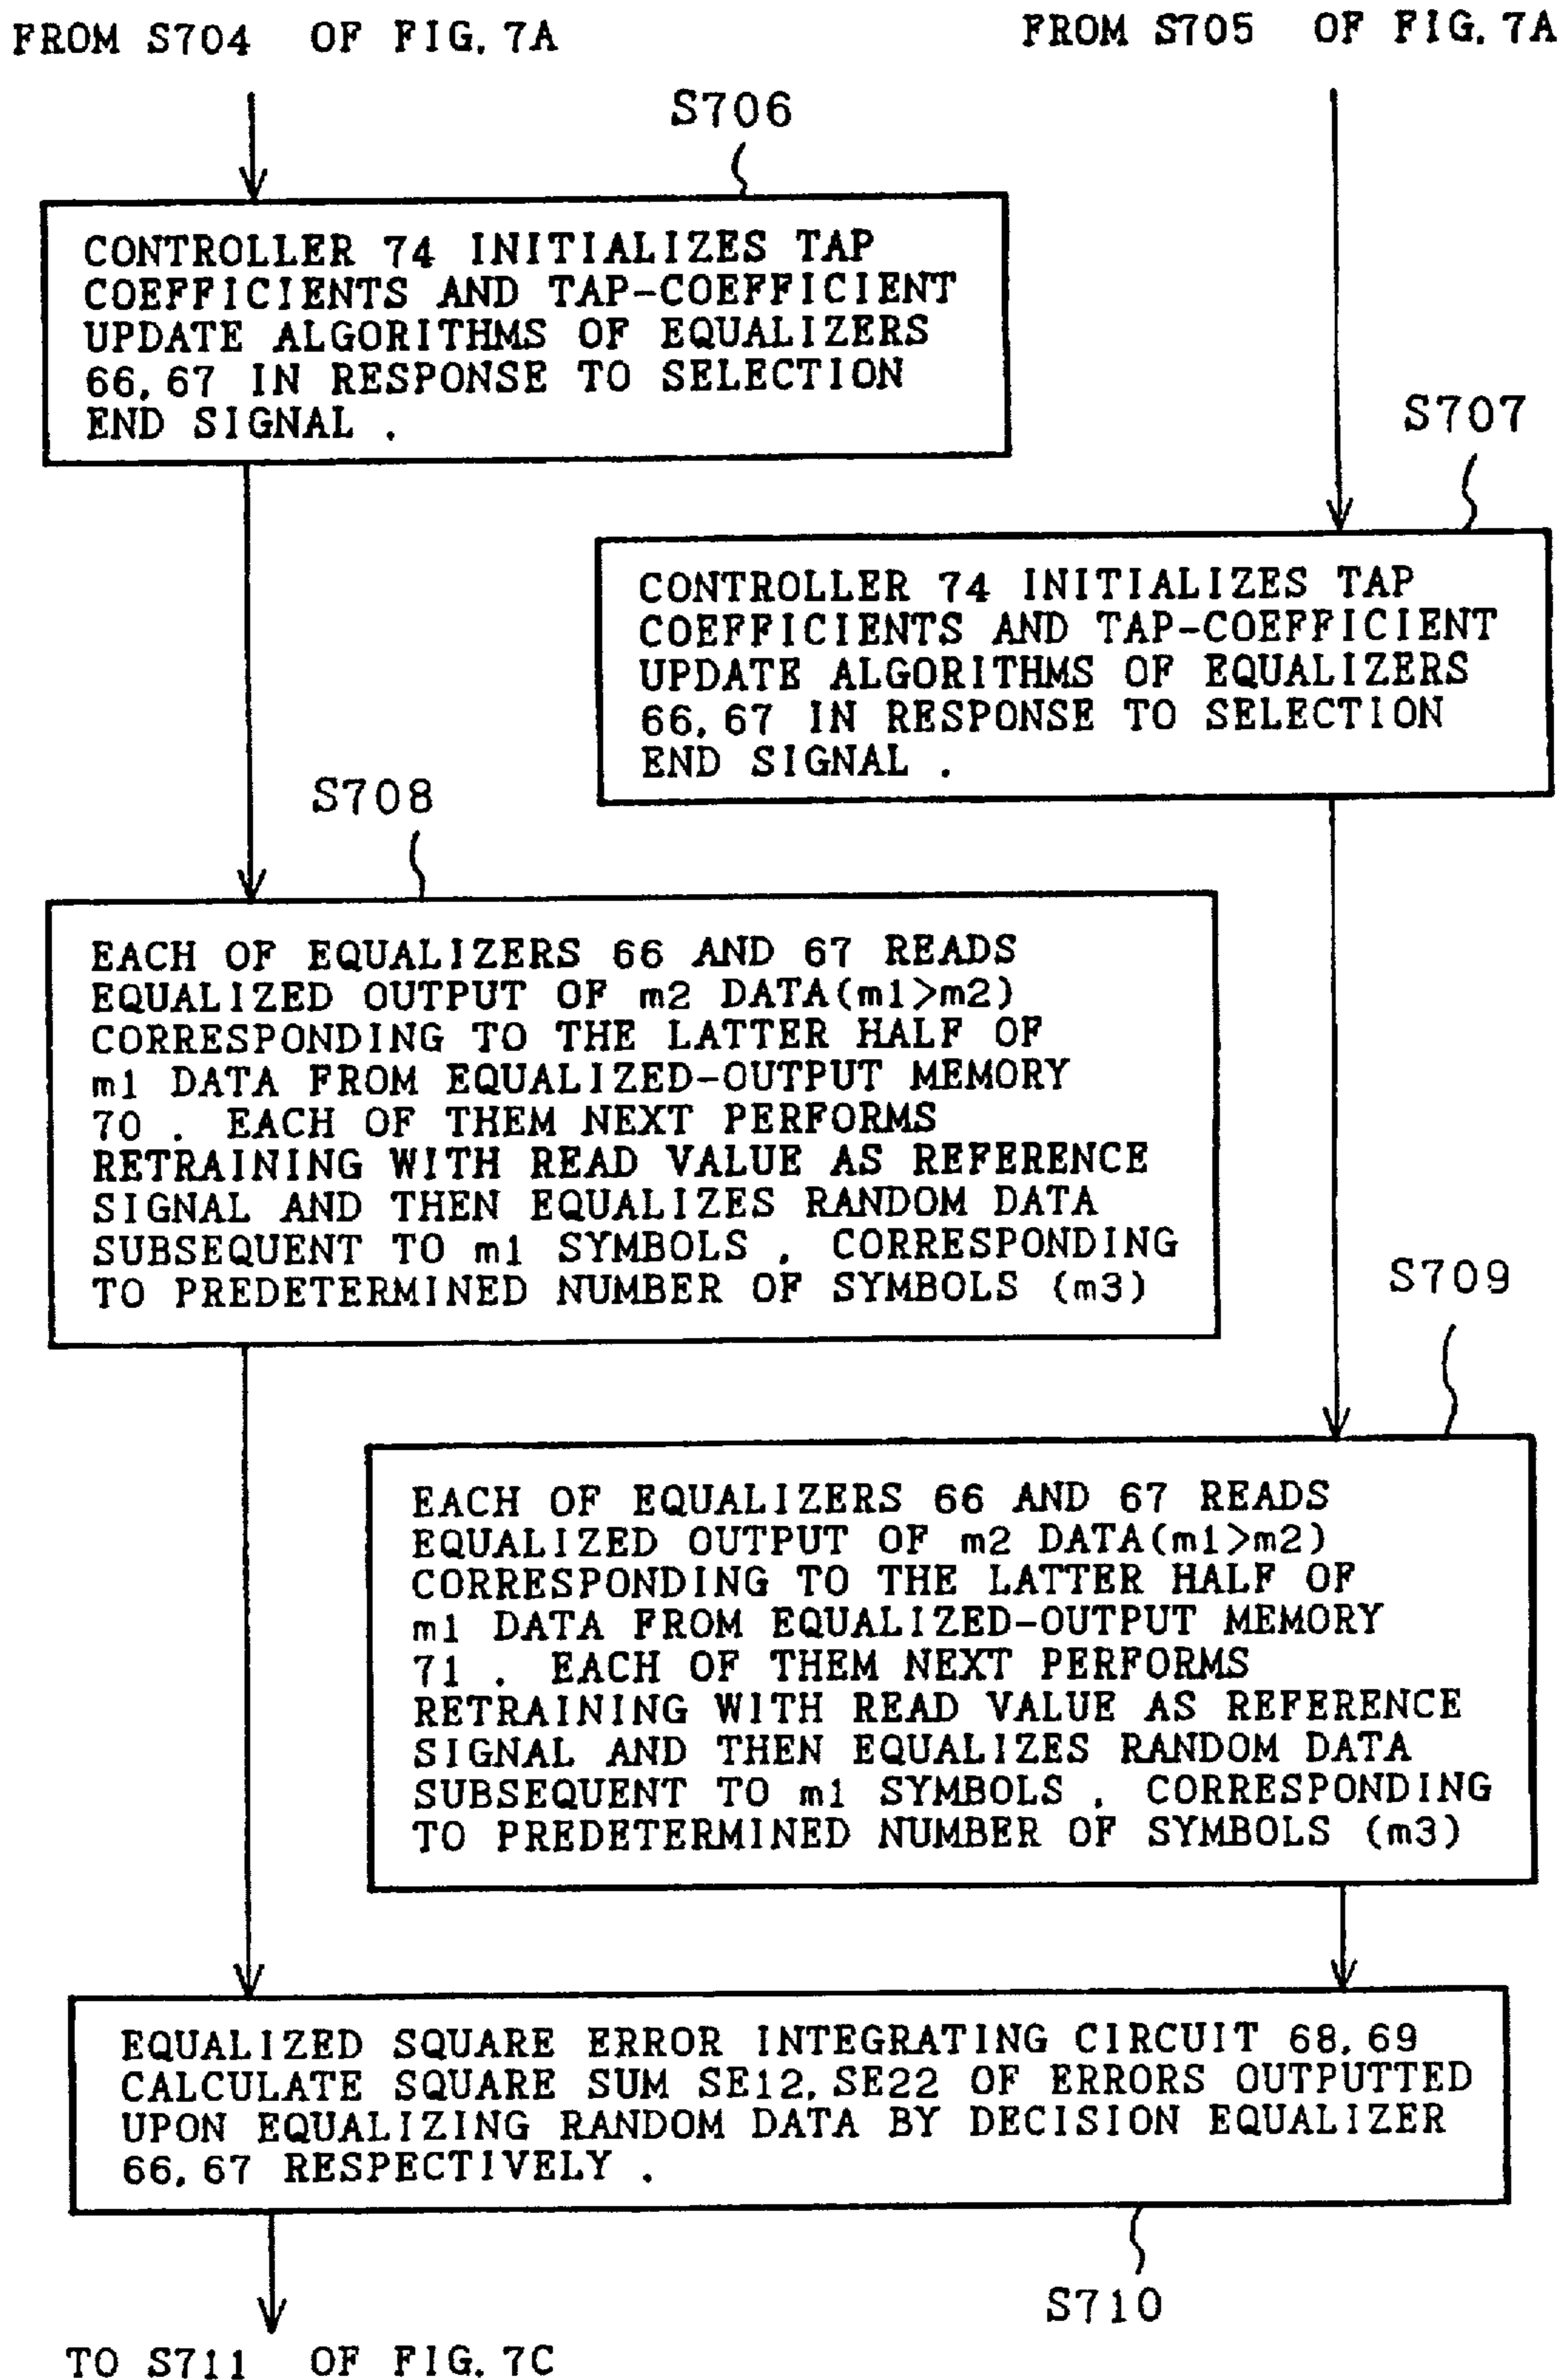 FROM S704 OF FIG. 7A
FROM S705 OF FIG. 7A
S706
CONTROLLER 74 INITIALIZES TAP
COEFFICIENTS AND TAP-COEFFICIENT
UPDATE ALGORITHMS OF EQUALIZERS
66, 67 IN RESPONSE TO SELECTION
END SIGNAL .
S707
CONTROLLER 74 INITIALIZES TAP
COEFFICIENTS AND TAP-COEFFICIENT
UPDATE ALGORITHMS OF EQUALIZERS
66, 67 IN RESPONSE TO SELECTION
END SIGNAL .
S708
EACH OF EQUALIZERS 66 AND 67 READS
EQUALIZED OUTPUT OF m2 DATA(m1>m2)
CORRESPONDING TO THE LATTER HALF OF
m1 DATA FROM EQUALIZED-OUTPUT MEMORY
70 . EACH OF THEM NEXT PERFORMS
RETRAINING WITH READ VALUE AS REFERENCE
SIGNAL AND THEN EQUALIZES RANDOM DATA
SUBSEQUENT TO m1 SYMBOLS , CORRESPONDING
TO PREDETERMINED NUMBER OF SYMBOLS (m3)
S709
EACH OF EQUALIZERS 66 AND 67 READS
EQUALIZED OUTPUT OF m2 DATA(m1>m2)
CORRESPONDING TO THE LATTER HALF OF
m1 DATA FROM EQUALIZED-OUTPUT MEMORY
71 . EACH OF THEM NEXT PERFORMS
RETRAINING WITH READ VALUE AS REFERENCE
SIGNAL AND THEN EQUALIZES RANDOM DATA
SUBSEQUENT TO m1 SYMBOLS , CORRESPONDING
TO PREDETERMINED NUMBER OF SYMBOLS (m3)
EQUALIZED SQUARE ERROR INTEGRATING CIRCUIT 68, 69
CALCULATE SQUARE SUM SE12, SE22 OF ERRORS OUTPUTTED
UPON EQUALIZING RANDOM DATA BY DECISION EQUALIZER
66, 67 RESPECTIVELY .
S710
TO S711 OF FIG. 7C